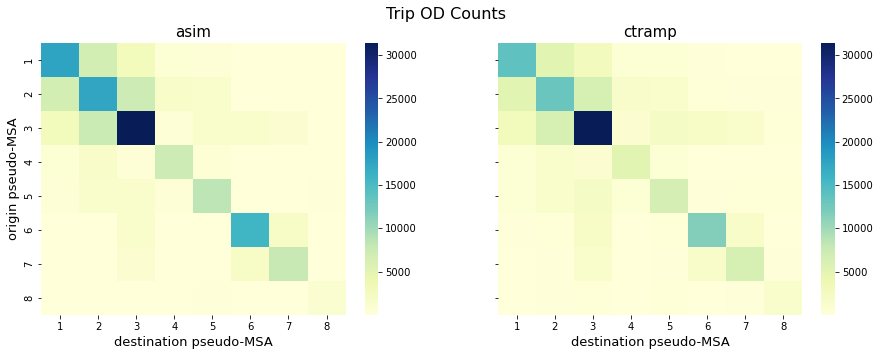 Trip OD Counts
asim
ctramp
origin pseudo-MSA
1
2
3
4
5
6
7
8
1 2 3 4 5 6 7 8
destination pseudo-MSA
30000
25000
20000
15000
10000
5000
1 2 3 4 5 6 7 8
destination pseudo-MSA
30000
25000
20000
15000
10000
5000